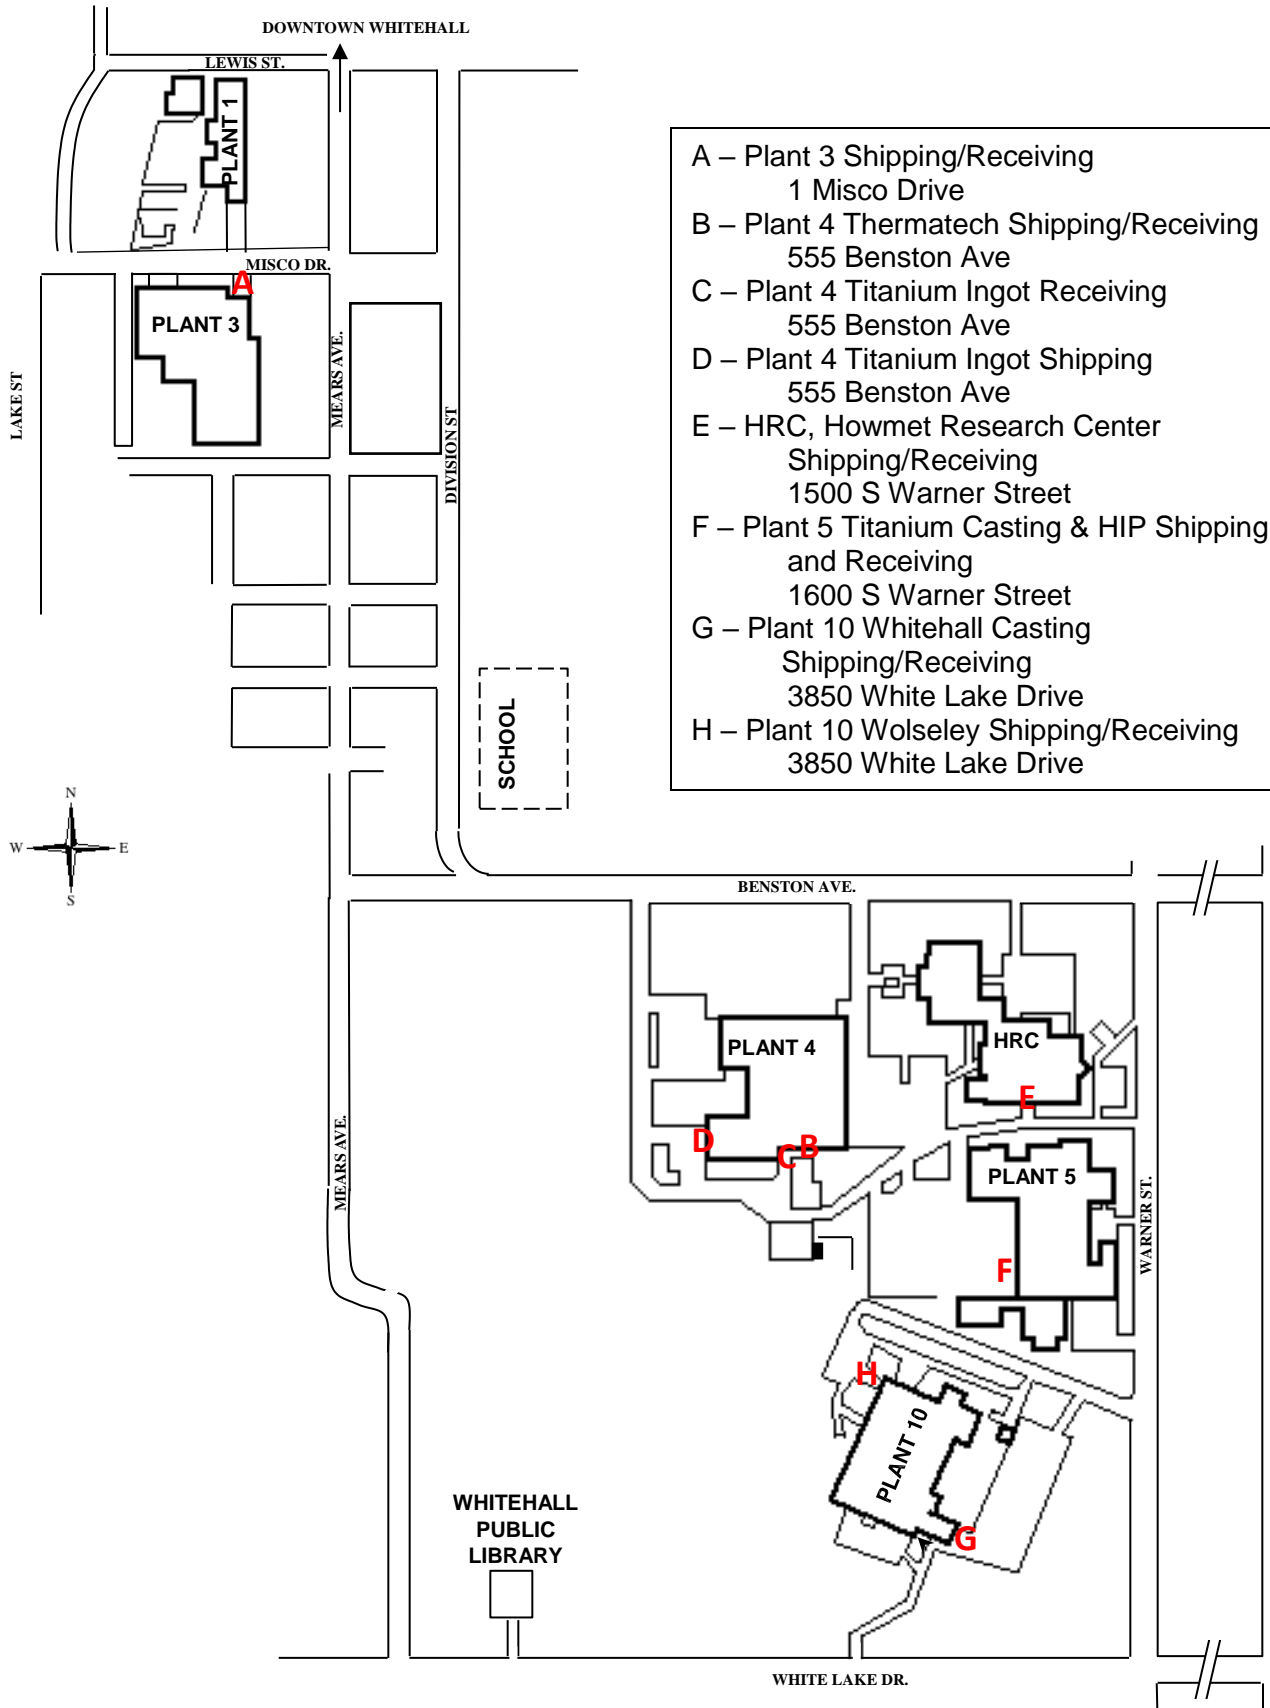 DOWNTOWN WHITEHALL
LEWIS ST.
PLANT 1
MISCO DR.
A
PLANT 3
LAKE ST
MEARS AVE.
DIVISION ST
A – Plant 3 Shipping/Receiving
1 Misco Drive
B – Plant 4 Thermatech Shipping/Receiving
555 Benston Ave
C – Plant 4 Titanium Ingot Receiving
555 Benston Ave
D – Plant 4 Titanium Ingot Shipping
555 Benston Ave
E – HRC, Howmet Research Center
Shipping/Receiving
1500 S Warner Street
F – Plant 5 Titanium Casting & HIP Shipping
and Receiving
1600 S Warner Street
G – Plant 10 Whitehall Casting
Shipping/Receiving
3850 White Lake Drive
H – Plant 10 Wolseley Shipping/Receiving
3850 White Lake Drive
SCHOOL
N
W E
S
BENSTON AVE.
PLANT 4
HRC
E
D
C
B
PLANT 5
MEARS AVE.
WARNER ST.
F
H
PLANT 10
G
WHITEHALL
PUBLIC
LIBRARY
WHITE LAKE DR.